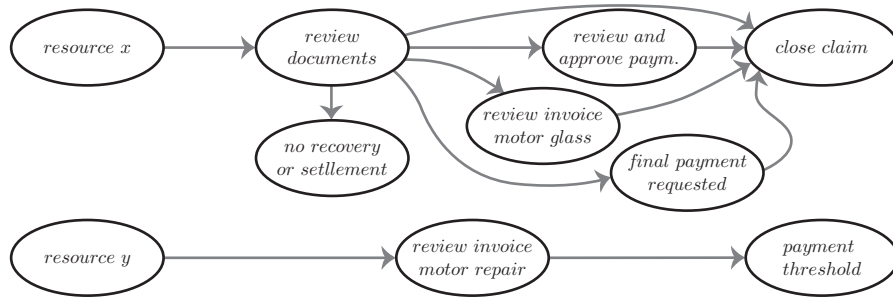 resource x
review
documents
review and
approve paym.
close claim
review invoice
motor glass
no recovery
or setllement
final payment
requested
resource y
review invoice
motor repair
payment
threshold